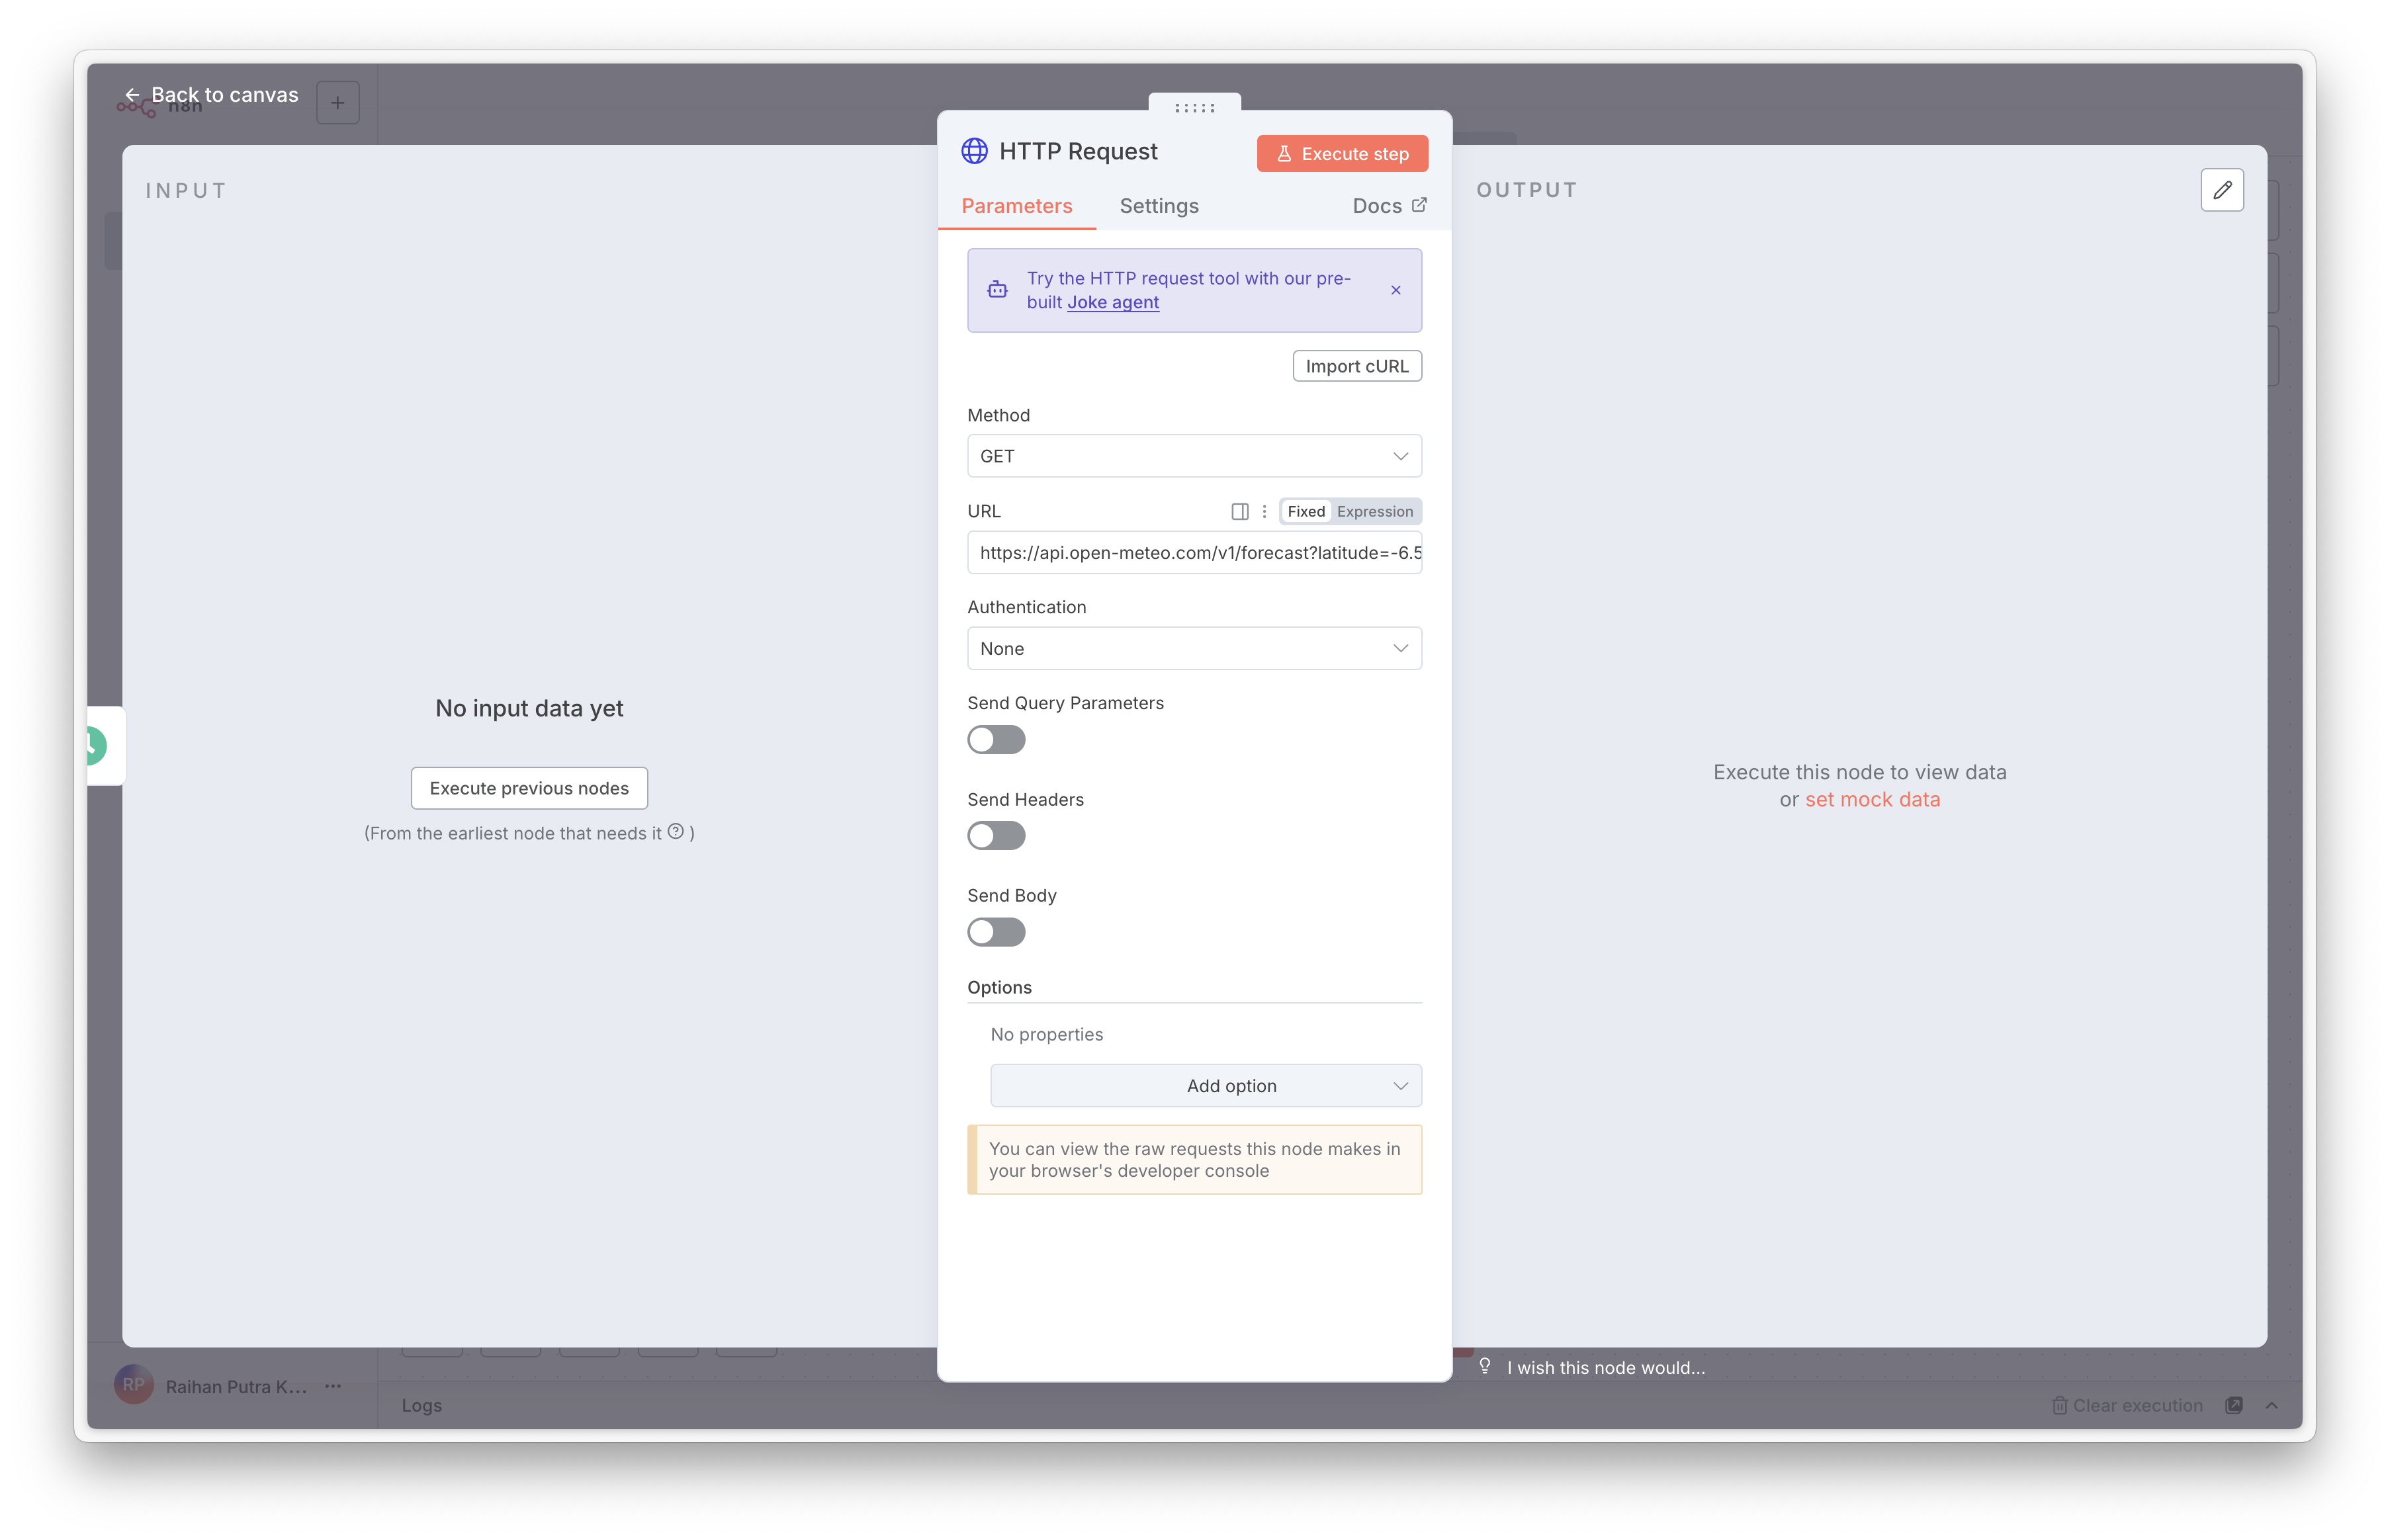 Back to canvas
n8n
INPUT
No input data yet
Execute previous nodes
(From the earliest node that needs it ? )
HTTP Request
Execute step
Parameters
Settings
Docs
Try the HTTP request tool with our pre-
built Joke agent
Import cURL
Method
GET
URL
Fixed
Expression
https://api.open-meteo.com/v1/forecast?latitude=-6.5
Authentication
None
Send Query Parameters
Send Headers
Send Body
Options
No properties
Add option
You can view the raw requests this node makes in
your browser's developer console
OUTPUT
Execute this node to view data
or set mock data
I wish this node would...
RP
Raihan Putra K...
Logs
Clear execution